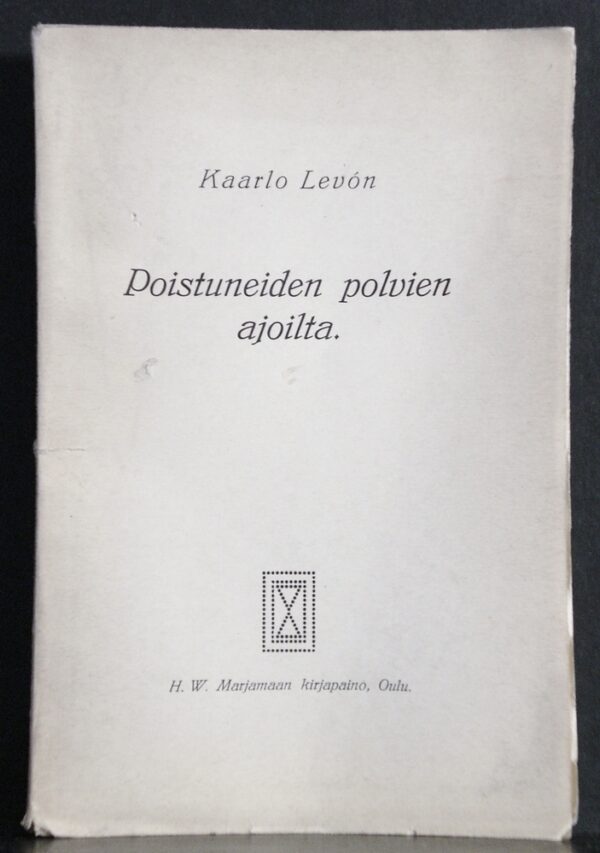 Kaarlo Levón
Poistuneiden polvien
ajoilta.
H. W. Marjamaan kirjapaino, Oulu.